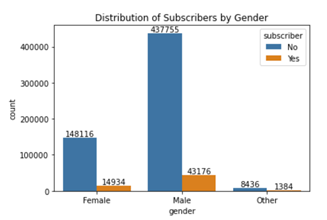 Distribution of Subscribers by Gender
437755
subscriber
No
Yes
400000
300000
count
200000
148116
100000
43176
14934
8436
1384
0
Female
Male
Other
gender